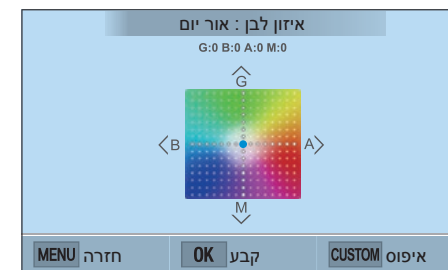 איזון לבן : אור יום
G:0 B:0 A:0 M:0
G
B A
M
MENU חזרה OK קבע CUSTOM איפוס